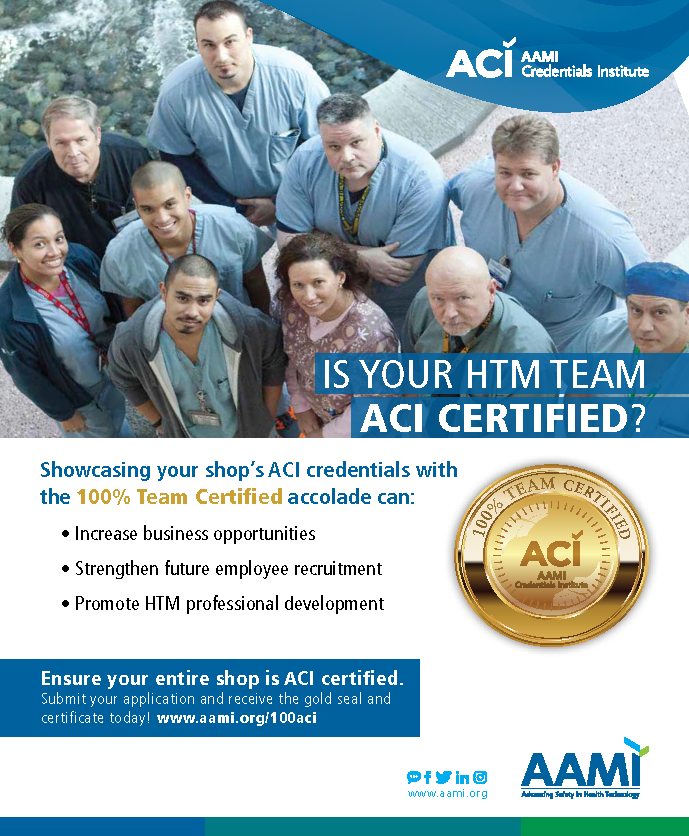 ACI AAMI
Credentials Institute
IS YOUR HTM TEAM
ACI CERTIFIED?
Showcasing your shop's ACI credentials with
the 100% Team Certified accolade can:
• Increase business opportunities
• Strengthen future employee recruitment
• Promote HTM professional development
100% TEAM CERTIFIED
ACI
AAMI
Credentials Institute
Ensure your entire shop is ACI certified.
Submit your application and receive the gold seal and
certificate today! www.aami.org/100aci
www.aami.org
AAMI
Advancing Safety in Health Technology